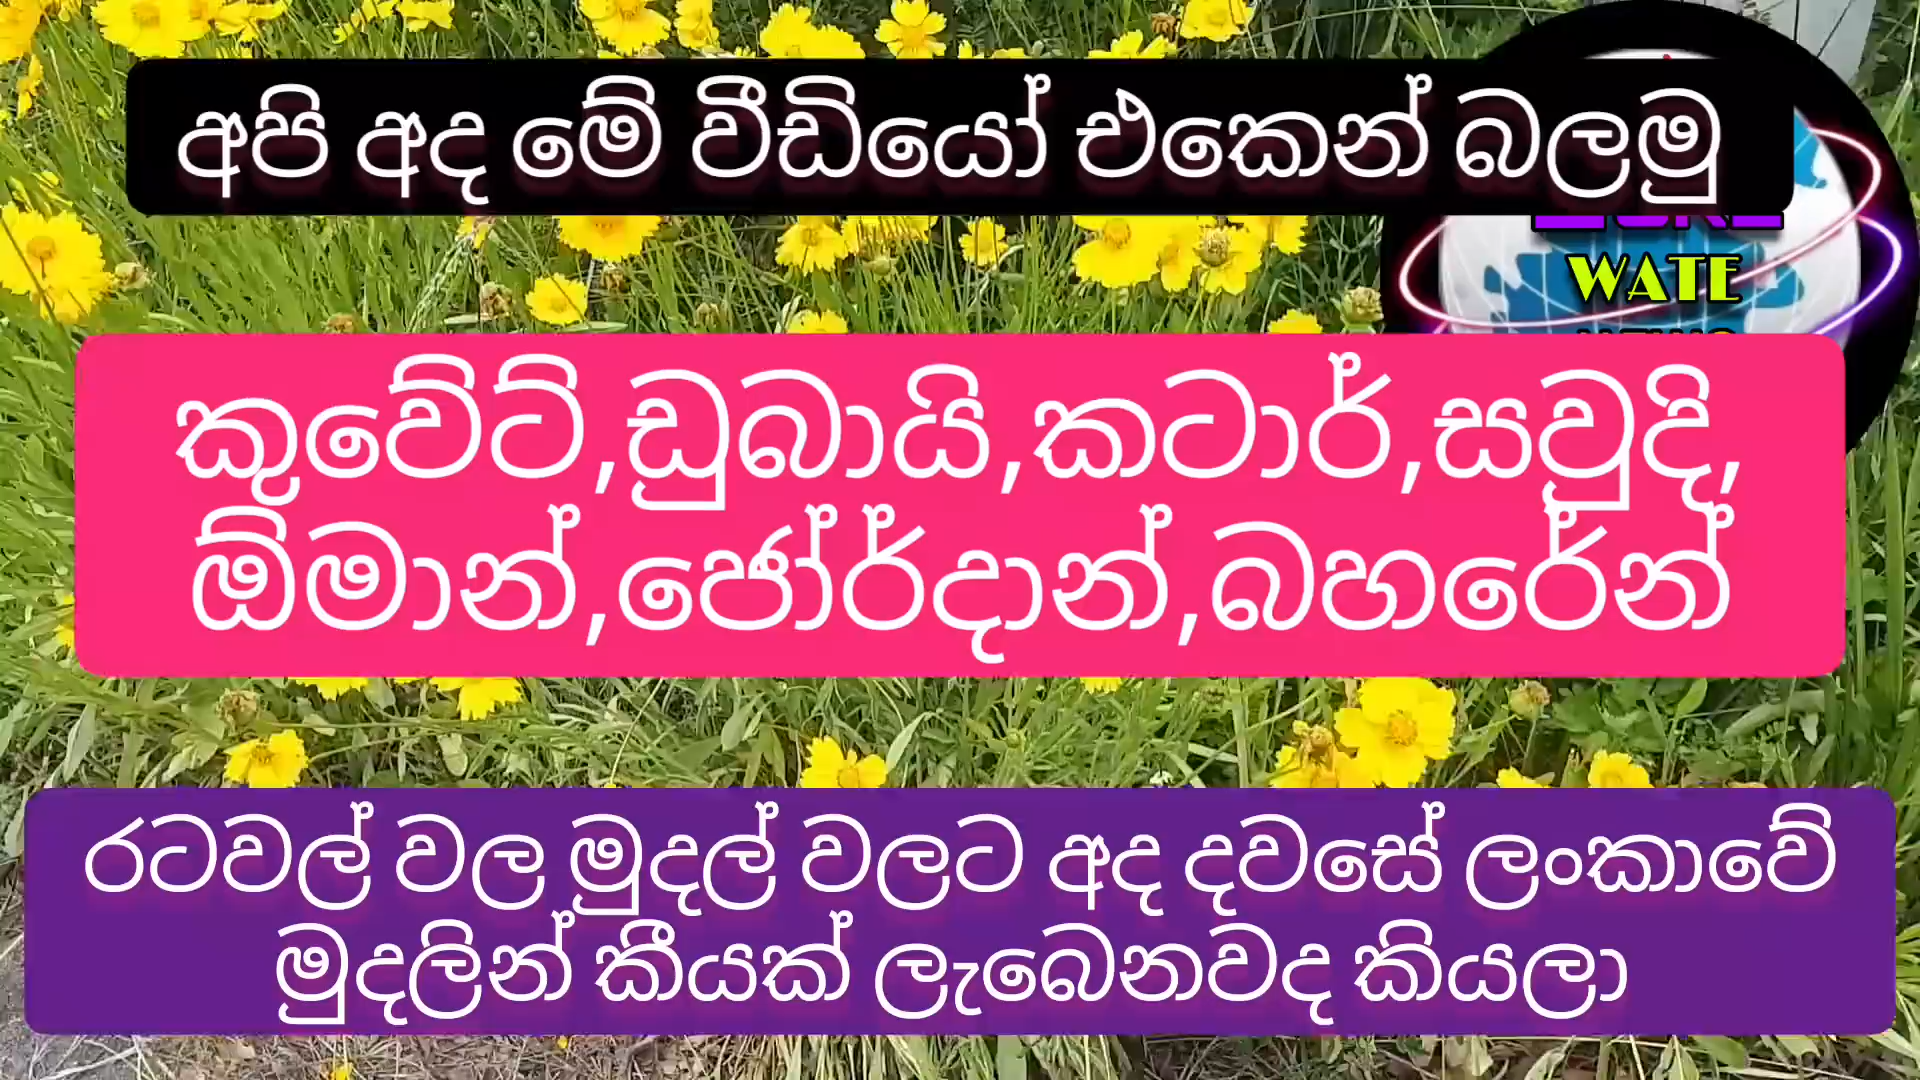 අපි අද මේ වීඩියෝ එකෙන් බලමු
WATE
කුවේට්,ඩුබායි,කටාර්,සවුදි,
ඕමාන්,ජෝර්දාන්,බහරේන්
රටවල් වල මුදල් වලට අද දවසේ ලංකාවේ
මුදලින් කීයක් ලැබෙනවද කියලා